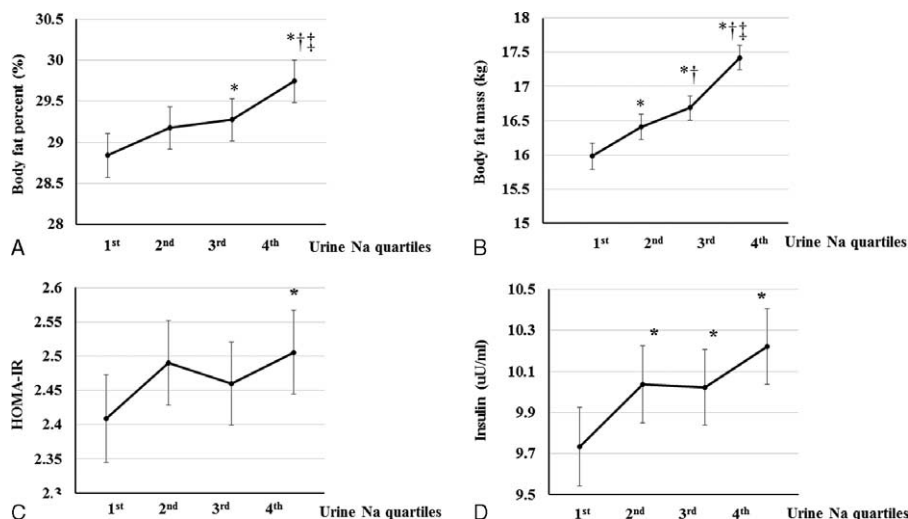 30.5
30
29.5
29
28.5
28
Body fat percent (%)
*
*†‡
1st 2nd 3rd 4th Urine Na quartiles
A
18
17.5
17
16.5
16
15.5
15
Body fat mass (kg)
*
*†
*†‡
1st 2nd 3rd 4th Urine Na quartiles
B
2.6
2.55
2.5
2.45
2.4
2.35
2.3
HOMA-IR
*
1st 2nd 3rd 4th Urine Na quartiles
C
10.5
10.3
10.1
9.9
9.7
9.5
Insulin (uU/ml)
*
*
*
1st 2nd 3rd 4th Urine Na quartiles
D